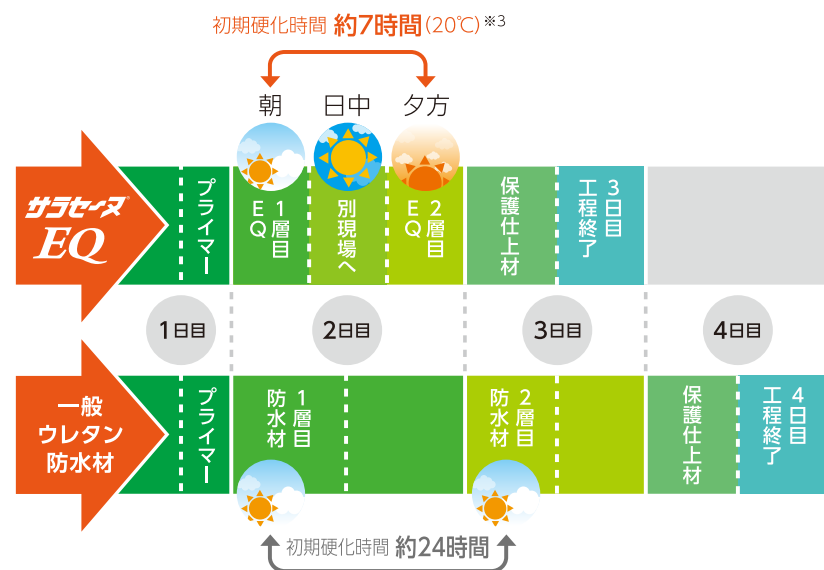 初期硬化時間 約7時間(20℃)※3
朝
日中
夕方
サラセーヌ®
EQ
プライマー
1層目
EQ
別現場へ
2層目
EQ
保護仕上材
3日目
工程終了
1日目
2日目
3日目
4日目
一般
ウレタン
防水材
プライマー
1層目
防水材
2層目
防水材
保護仕上材
4日目
工程終了
初期硬化時間 約24時間